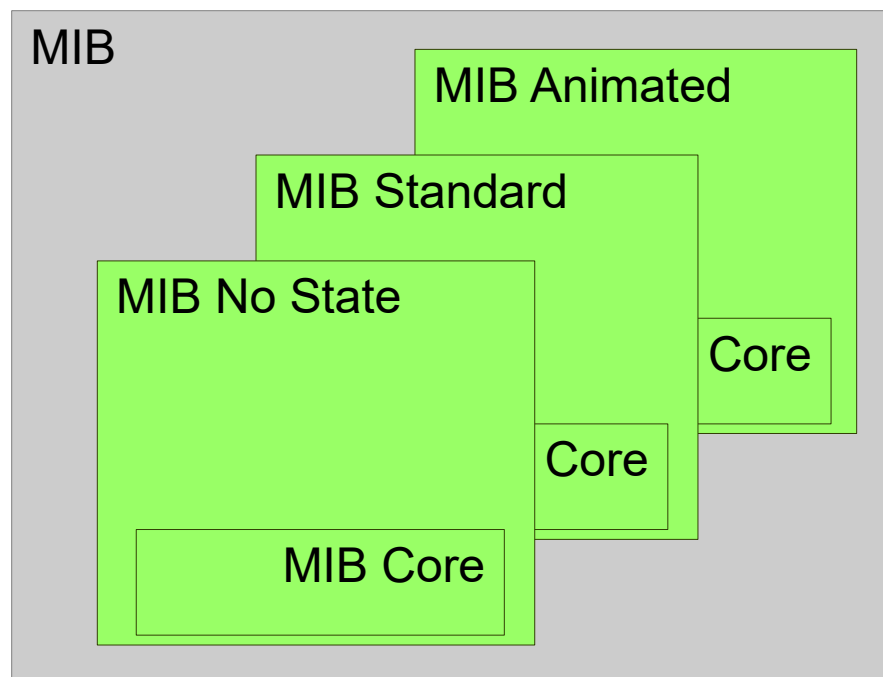 MIB
MIB Animated
MIB Standard
MIB No State
Core
Core
MIB Core